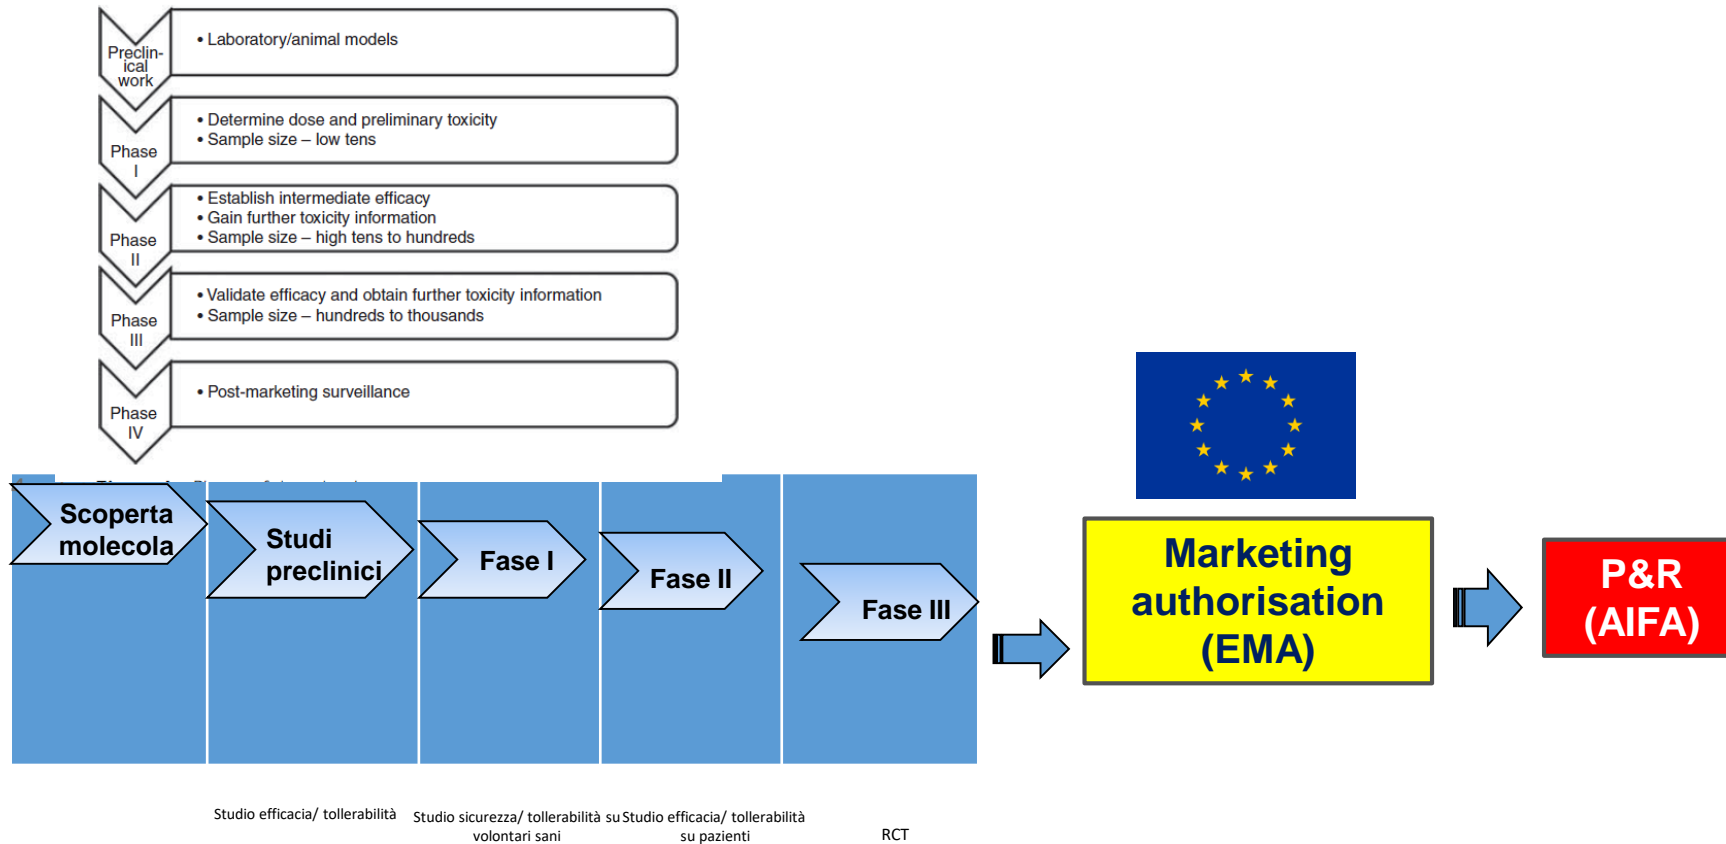 Preclin-
ical
work
• Laboratory/animal models
Phase
I
• Determine dose and preliminary toxicity
• Sample size – low tens
Phase
II
• Establish intermediate efficacy
• Gain further toxicity information
• Sample size – high tens to hundreds
Phase
III
• Validate efficacy and obtain further toxicity information
• Sample size – hundreds to thousands
Phase
IV
• Post-marketing surveillance
Scoperta
molecola
Studi
preclinici
Fase I
Fase II
Fase III
Marketing
authorisation
(EMA)
P&R
(AIFA)
Studio efficacia/ tollerabilità
Studio sicurezza/ tollerabilità su
volontari sani
Studio efficacia/ tollerabilità
su pazienti
RCT